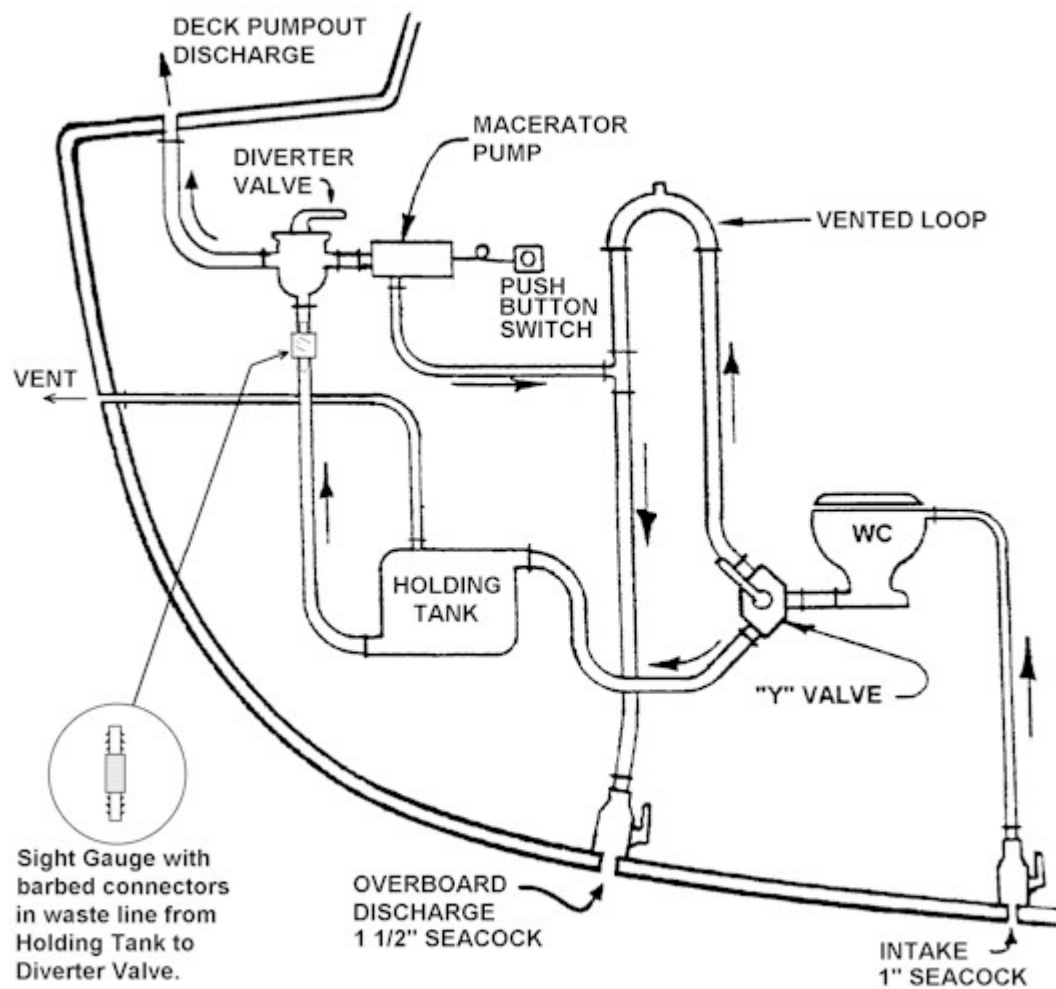 DECK PUMPOUT
DISCHARGE
MACERATOR
PUMP
DIVERTER
VALVE
VENTED LOOP
PUSH
BUTTON
SWITCH
VENT
WC
HOLDING
TANK
"Y" VALVE
Sight Gauge with
barbed connectors
in waste line from
Holding Tank to
Diverter Valve.
OVERBOARD
DISCHARGE
1 1/2" SEACOCK
INTAKE
1" SEACOCK